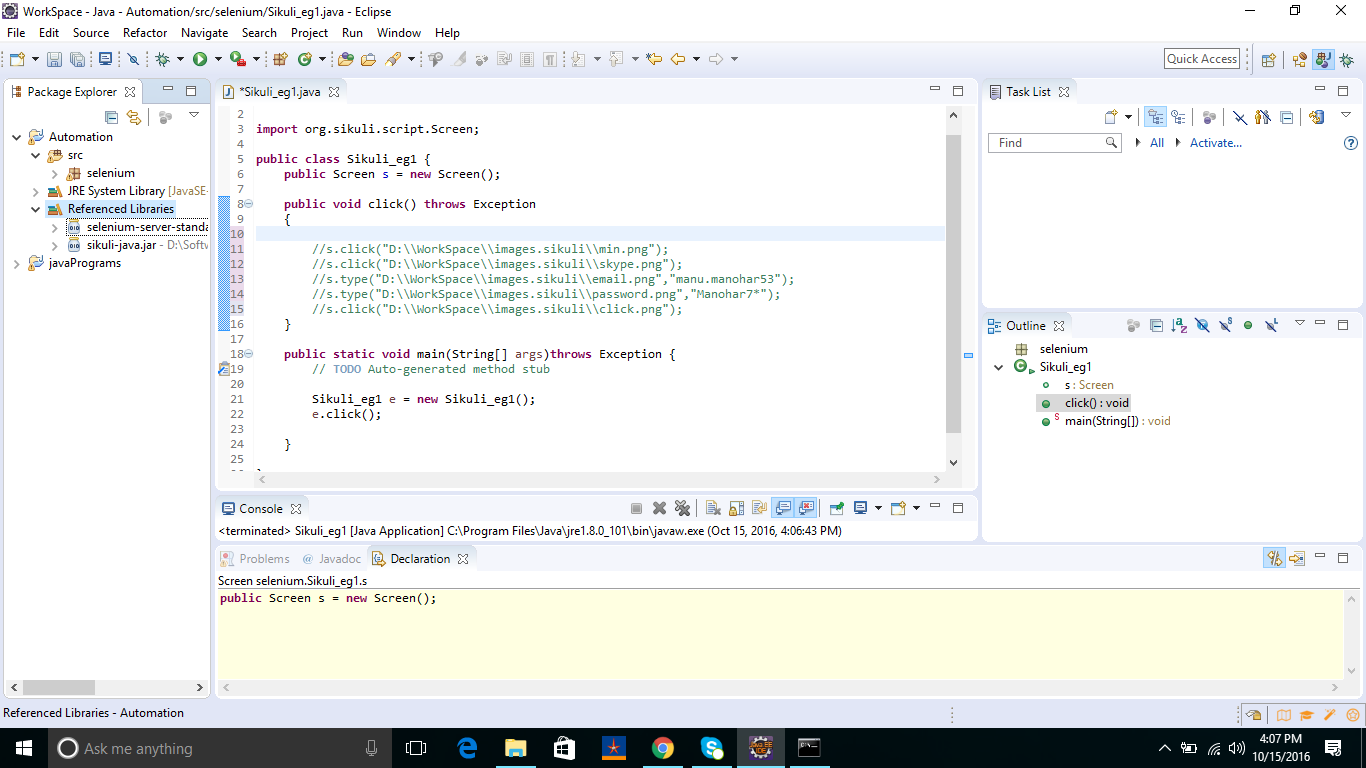 WorkSpace - Java - Automation/src/selenium/Sikuli_eg1.java - Eclipse
File Edit Source Refactor Navigate Search Project Run Window Help
Quick Access
Package Explorer
Automation
src
selenium
JRE System Library [JavaSE-
Referenced Libraries
selenium-server-standa
sikuli-java.jar - D:\Softv
javaPrograms
*Sikuli_eg1.java
2
3 import org.sikuli.script.Screen;
4
5 public class Sikuli_eg1 {
6 public Screen s = new Screen();
7
8 public void click() throws Exception
9 {
10
11 //s.click("D:\\WorkSpace\\images.sikuli\\min.png");
12 //s.click("D:\\WorkSpace\\images.sikuli\\skype.png");
13 //s.type("D:\\WorkSpace\\images.sikuli\\email.png","manu.manohar53");
14 //s.type("D:\\WorkSpace\\images.sikuli\\password.png","Manohar7*");
15 //s.click("D:\\WorkSpace\\images.sikuli\\click.png");
16 }
17
18 public static void main(String[] args)throws Exception {
19 // TODO Auto-generated method stub
20
21 Sikuli_eg1 e = new Sikuli_eg1();
22 e.click();
23
24 }
25
Task List
Find
All Activate...
Outline
selenium
Sikuli_eg1
s : Screen
click() : void
main(String[]) : void
Console
<terminated> Sikuli_eg1 [Java Application] C:\Program Files\Java\jre1.8.0_101\bin\javaw.exe (Oct 15, 2016, 4:06:43 PM)
Problems @ Javadoc Declaration
Screen selenium.Sikuli_eg1.s
public Screen s = new Screen();
Referenced Libraries - Automation
Ask me anything
4:07 PM
10/15/2016